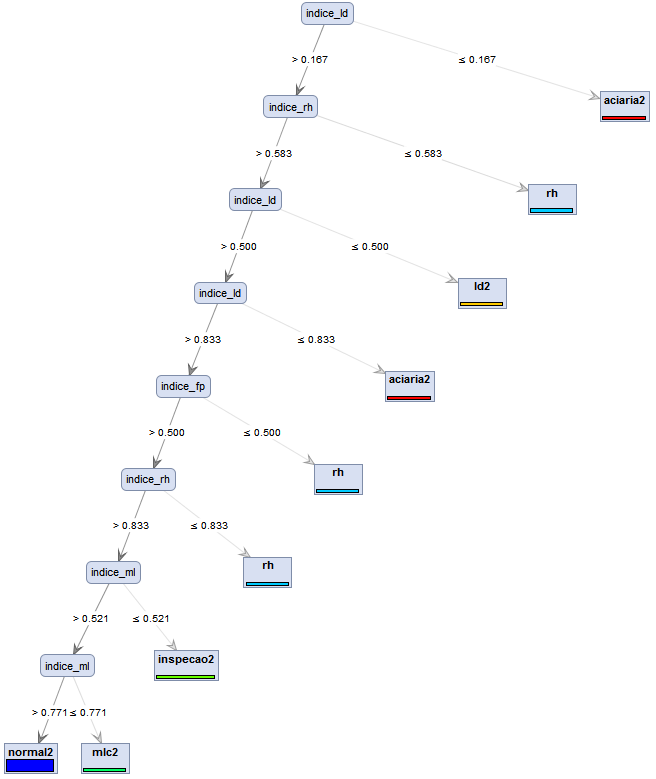 indice_ld
> 0.167
≤ 0.167
indice_rh
aciaria2
> 0.583
≤ 0.583
indice_ld
rh
> 0.500
≤ 0.500
indice_ld
ld2
> 0.833
≤ 0.833
indice_fp
aciaria2
> 0.500
≤ 0.500
indice_rh
rh
> 0.833
≤ 0.833
indice_ml
rh
> 0.521
≤ 0.521
indice_ml
inspecao2
> 0.771
≤ 0.771
normal2
mlc2